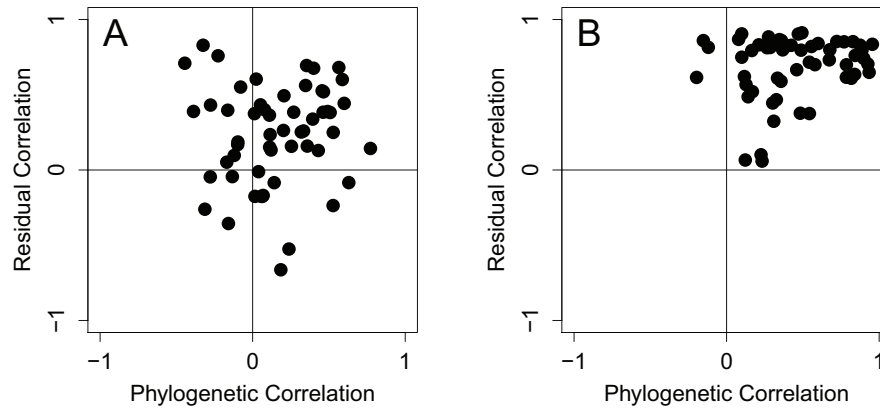 A
Residual Correlation
1
0
−1
−1 0 1
Phylogenetic Correlation
B
Residual Correlation
1
0
−1
−1 0 1
Phylogenetic Correlation